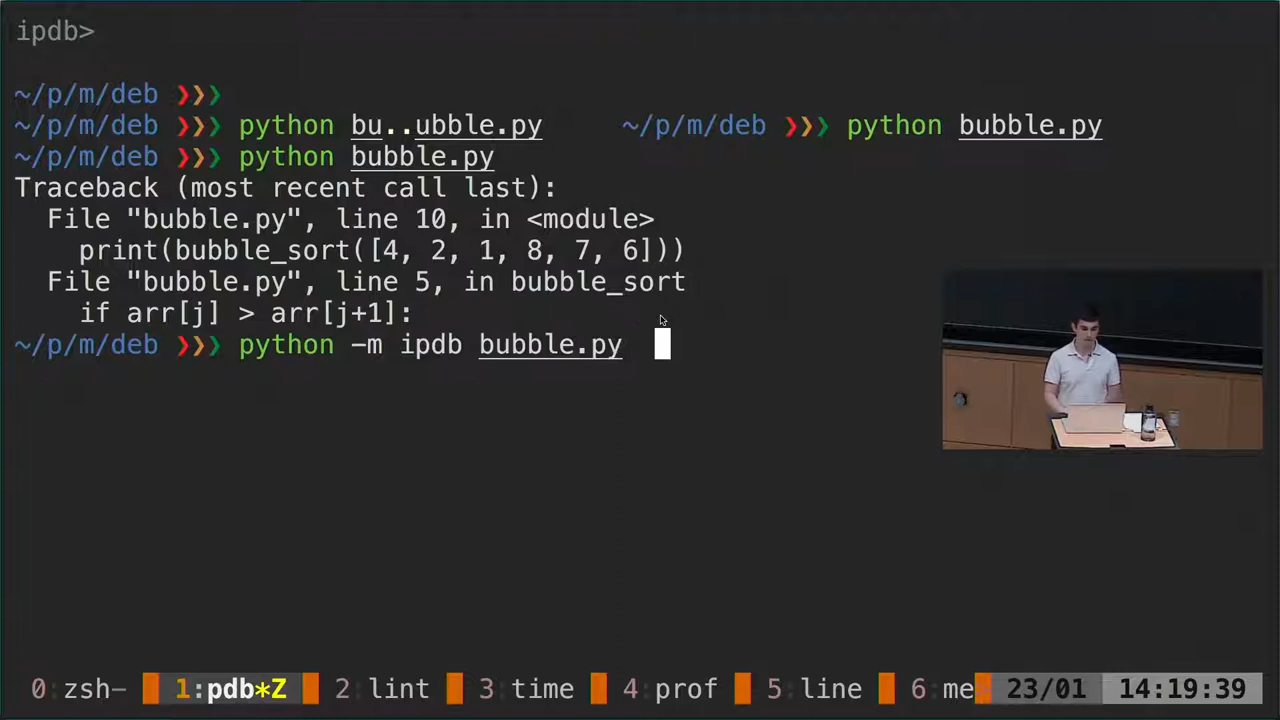 ipdb>
~/p/m/deb ❯❯❯
~/p/m/deb ❯❯❯ python bu..ubble.py     ~/p/m/deb ❯❯❯ python bubble.py
~/p/m/deb ❯❯❯ python bubble.py
Traceback (most recent call last):
  File "bubble.py", line 10, in <module>
    print(bubble_sort([4, 2, 1, 8, 7, 6]))
  File "bubble.py", line 5, in bubble_sort
    if arr[j] > arr[j+1]:
~/p/m/deb ❯❯❯ python -m ipdb bubble.py
0:zsh- 1:pdb*Z 2:lint 3:time 4:prof 5:line 6:me 23/01 14:19:39